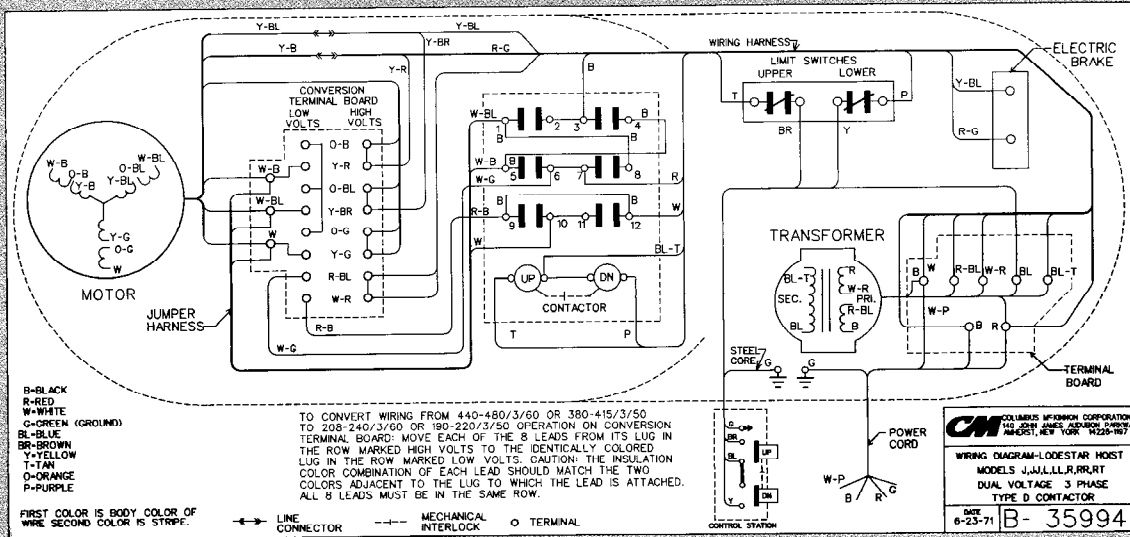 Y-BL
Y-BL
Y-BR
Y-B
R-G
Y-R
CONVERSION
TERMINAL BOARD
LOW VOLTS
HIGH VOLTS
O-B
Y-R
O-BL
Y-BR
O-G
Y-G
R-BL
W-R
W-B
W-BL
W
R-B
W-G
W-B
O-B
Y-B
Y-BL
O-BL
W-BL
Y-G
O-G
W
MOTOR
JUMPER
HARNESS
B
W-BL
1
2
3
4
B
B
W-B
B
5
6
7
8
W-G
R
R-B
B
B
9
10
11
12
W
W
BL-T
UP
DN
CONTACTOR
T
P
WIRING HARNESS
LIMIT SWITCHES
UPPER
LOWER
T
P
BR
Y
ELECTRIC
BRAKE
Y-BL
R-G
TRANSFORMER
BL-T
R
SEC.
W-R
PRI.
R-BL
BL
B
B
W
R-BL
W-R
BL
BL-T
W-P
B
R
TERMINAL
BOARD
STEEL
CORE
G
G
POWER
CORD
W-P
B
R
G
G
BR
BL
Y
UP
DN
CONTROL STATION
B=BLACK
R=RED
W=WHITE
G=GREEN (GROUND)
BL=BLUE
BR=BROWN
Y=YELLOW
T=TAN
O=ORANGE
P=PURPLE
FIRST COLOR IS BODY COLOR OF
WIRE SECOND COLOR IS STRIPE.
TO CONVERT WIRING FROM 440-480/3/60 OR 380-415/3/50
TO 208-240/3/60 OR 190-220/3/50 OPERATION ON CONVERSION
TERMINAL BOARD: MOVE EACH OF THE 8 LEADS FROM ITS LUG IN
THE ROW MARKED HIGH VOLTS TO THE IDENTICALLY COLORED
LUG IN THE ROW MARKED LOW VOLTS. CAUTION: THE INSULATION
COLOR COMBINATION OF EACH LEAD SHOULD MATCH THE TWO
COLORS ADJACENT TO THE LUG TO WHICH THE LEAD IS ATTACHED.
ALL 8 LEADS MUST BE IN THE SAME ROW.
LINE
CONNECTOR
MECHANICAL
INTERLOCK
TERMINAL
CM
COLUMBUS McKINNON CORPORATION
140 JOHN JAMES AUDUBON PARKWAY
AMHERST, NEW YORK 14228-1197
WIRING DIAGRAM-LODESTAR HOIST
MODELS J,JJ,L,LL,R,RR,RT
DUAL VOLTAGE 3 PHASE
TYPE D CONTACTOR
DATE
6-23-71
B- 35994